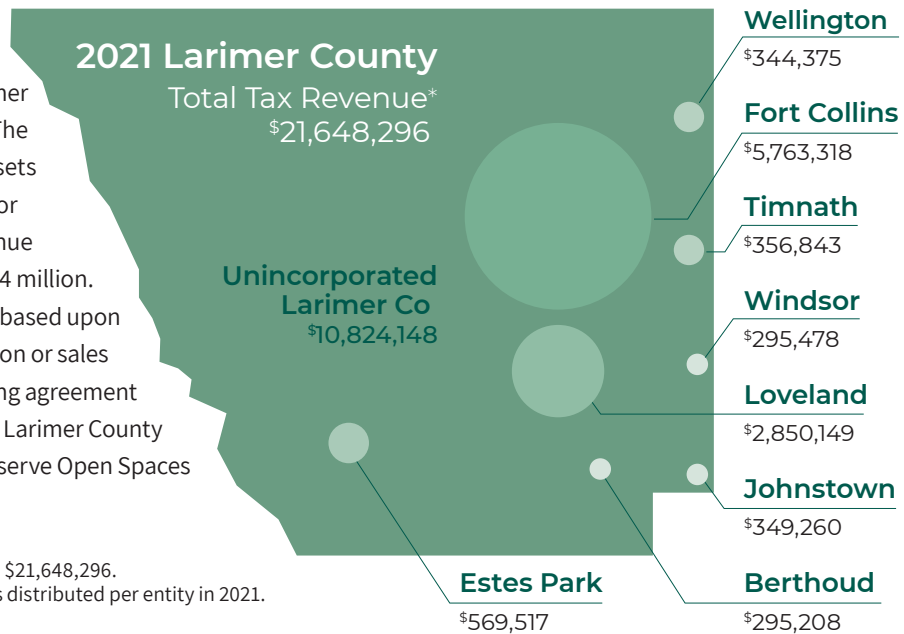 2021 Larimer County
Total Tax Revenue*
$21,648,296
The
sets
or
4 million.
based upon
on or sales
agreement
Larimer County
serve Open Spaces
$21,648,296.
distributed per entity in 2021.
Unincorporated
Larimer Co
$10,824,148
Wellington
$344,375
Fort Collins
$5,763,318
Timnath
$356,843
Windsor
$295,478
Loveland
$2,850,149
Johnstown
$349,260
Berthoud
$295,208
Estes Park
$569,517